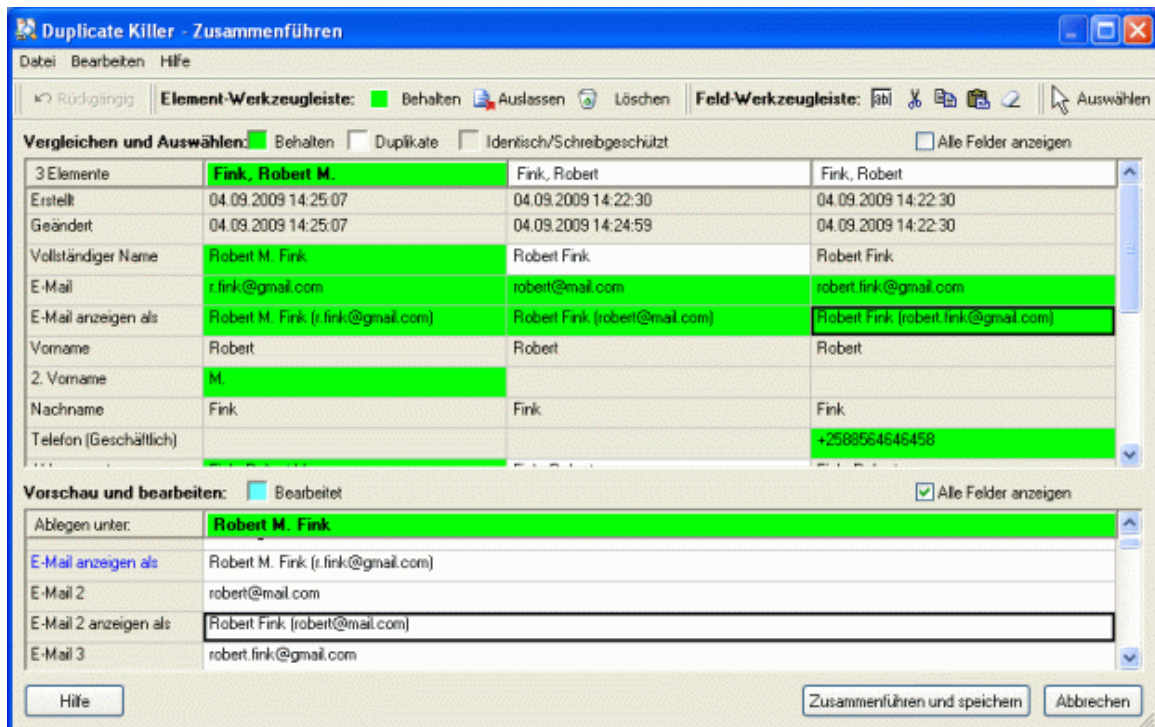 Duplicate Killer - Zusammenführen
Datei Bearbeiten Hilfe
Rückgängig Element-Werkzeugleiste: Behalten Auslassen Löschen Feld-Werkzeugleiste: abl Auswählen
Vergleichen und Auswählen: Behalten Duplikate Identisch/Schreibgeschützt Alle Felder anzeigen
3 Elemente Fink, Robert M. Fink, Robert Fink, Robert
Erstellt 04.09.2009 14:25:07 04.09.2009 14:22:30 04.09.2009 14:22:30
Geändert 04.09.2009 14:25:07 04.09.2009 14:24:59 04.09.2009 14:22:30
Vollständiger Name Robert M. Fink Robert Fink Robert Fink
E-Mail r.fink@gmail.com robert@mail.com robert.fink@gmail.com
E-Mail anzeigen als Robert M. Fink (r.fink@gmail.com) Robert Fink (robert@mail.com) Robert Fink (robert.fink@gmail.com)
Vorname Robert Robert Robert
2. Vorname M.
Nachname Fink Fink Fink
Telefon (Geschäftlich) +2588564646458
Vorschau und bearbeiten: Bearbeitet Alle Felder anzeigen
Ablegen unter: Robert M. Fink
E-Mail anzeigen als Robert M. Fink (r.fink@gmail.com)
E-Mail 2 robert@mail.com
E-Mail 2 anzeigen als Robert Fink (robert@mail.com)
E-Mail 3 robert.fink@gmail.com
Hilfe Zusammenführen und speichern Abbrechen